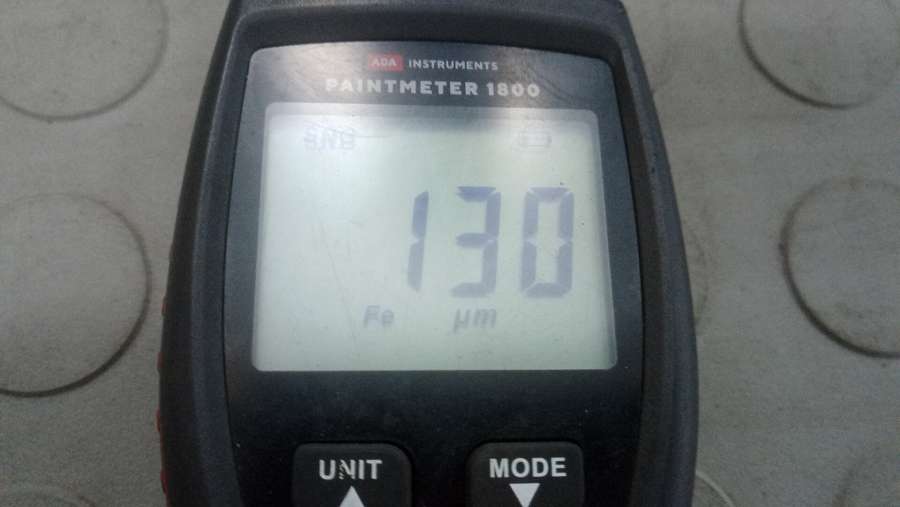 ADA INSTRUMENTS
PAINTMETER 1800
130
Fe µm
UNIT MODE